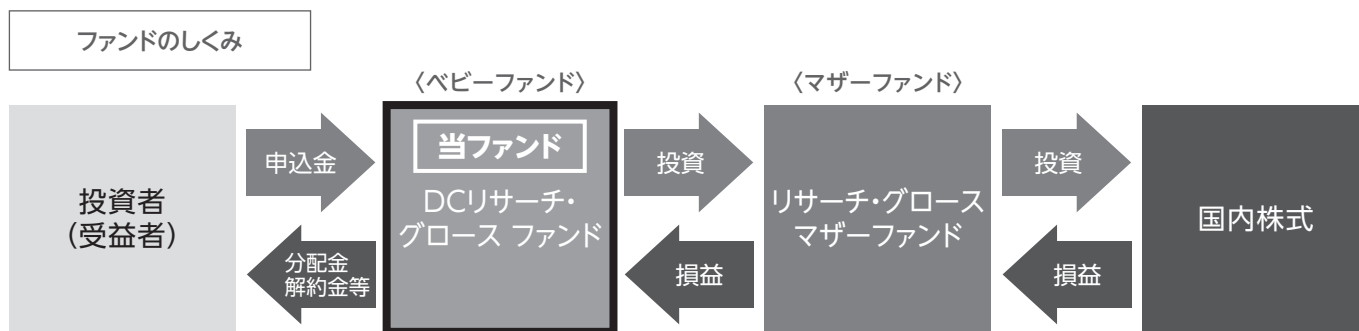 ファンドのしくみ
〈ベビーファンド〉
〈マザーファンド〉
投資者
（受益者）
申込金
分配金
解約金等
当ファンド
DCリサーチ・
グロース ファンド
投資
損益
リサーチ・グロース
マザーファンド
投資
損益
国内株式